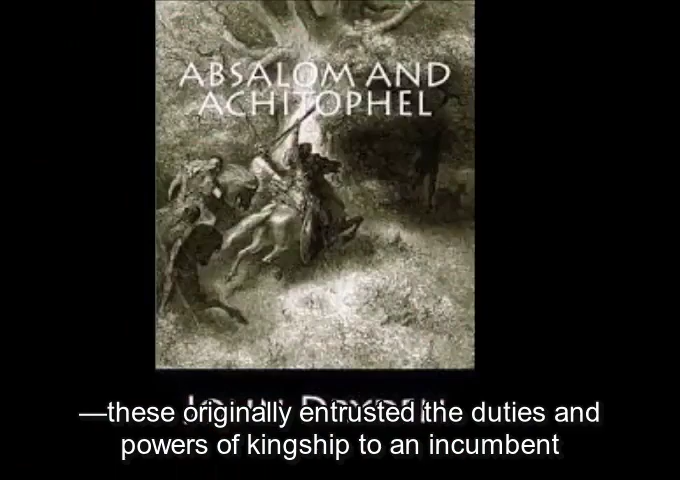 ABSALOM AND
ACHITOPHEL
—these originally entrusted the duties and
powers of kingship to an incumbent